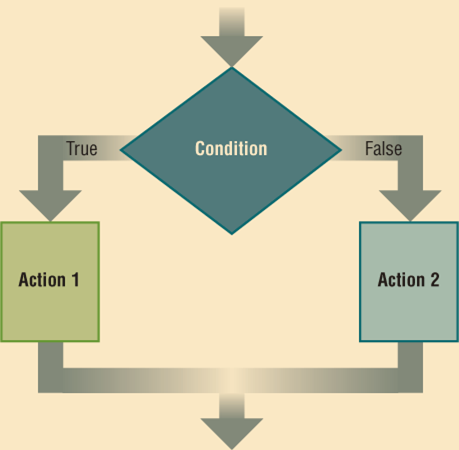 Condition
True
False
Action 1
Action 2